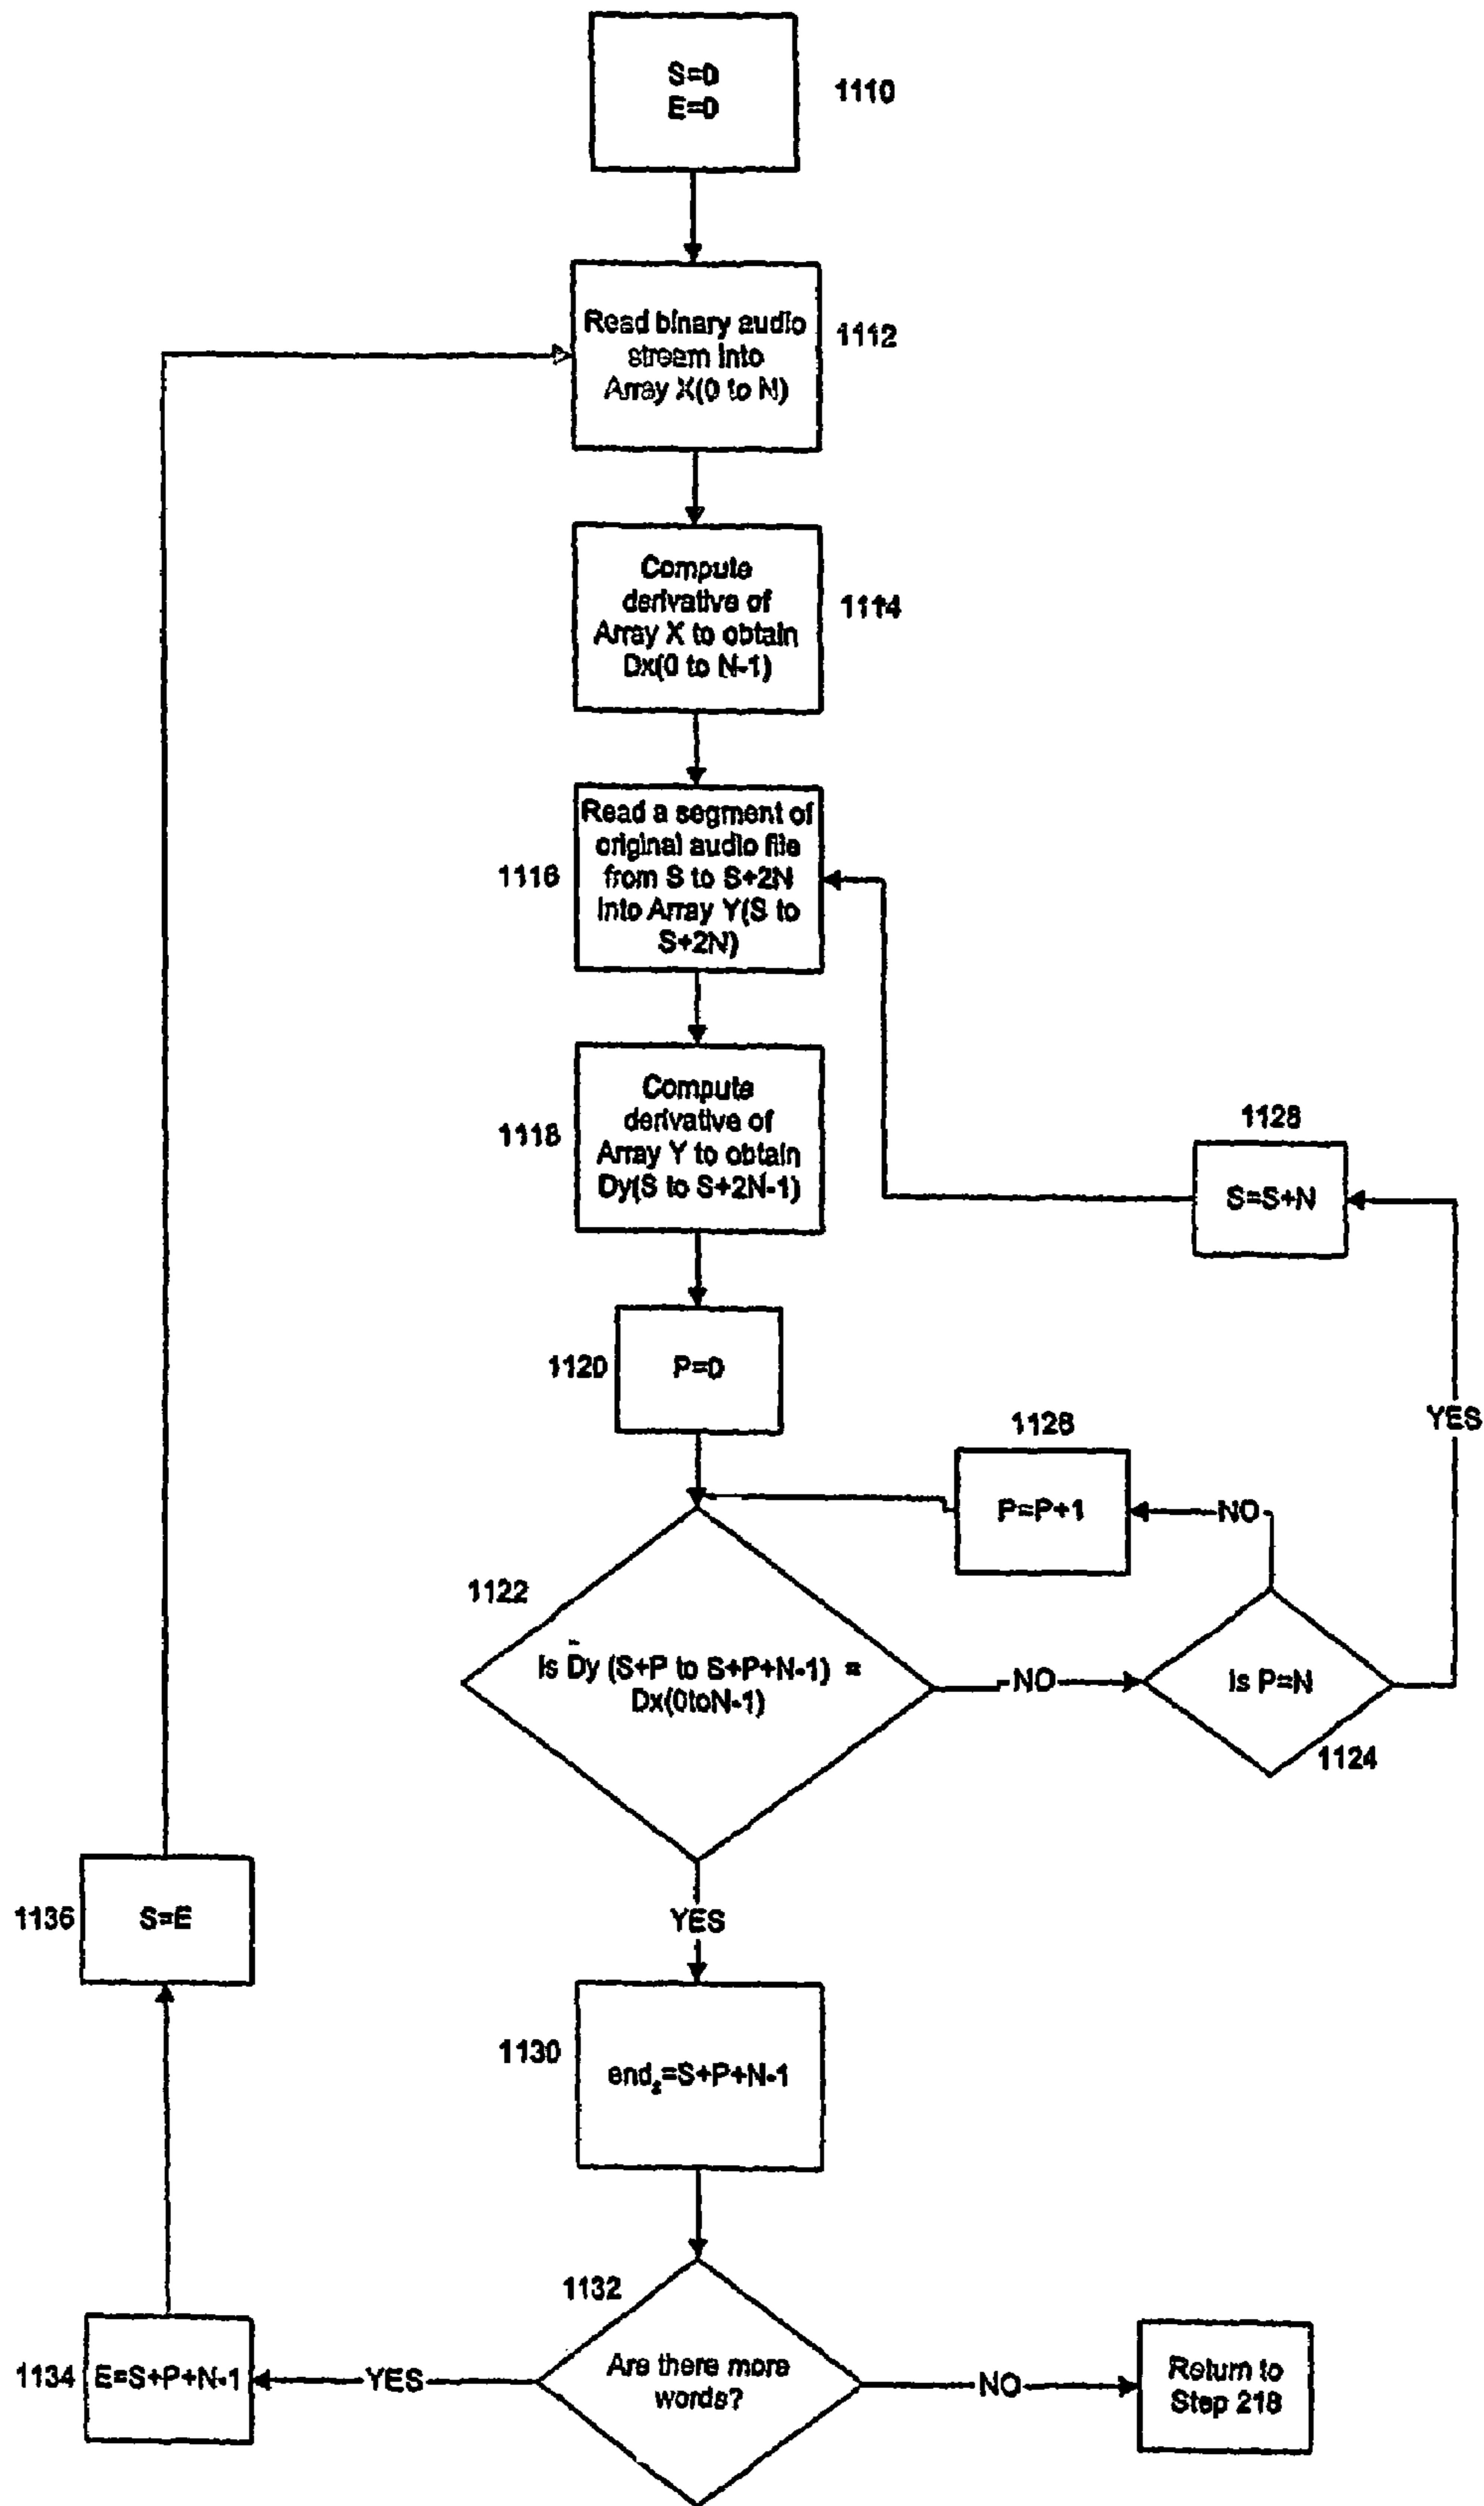 S=0
E=0
1110
Read binary audio
stream into
Array X(0 to N)
1112
Compute
derivative of
Array X to obtain
Dx(0 to N-1)
1114
Read a segment of
original audio file
from S to S+2N
into Array Y(S to
S+2N)
1116
Compute
derivative of
Array Y to obtain
Dy(S to S+2N-1)
1118
1128
S=S+N
P=0
1120
YES
1126
P=P+1
NO
1122
Is Dy (S+P to S+P+N-1) =
Dx(0toN-1)
NO
Is P=N
1124
YES
1136
S=E
1130
end₂=S+P+N-1
1132
Are there more
words?
YES
1134
E=S+P+N-1
NO
Return to
Step 218